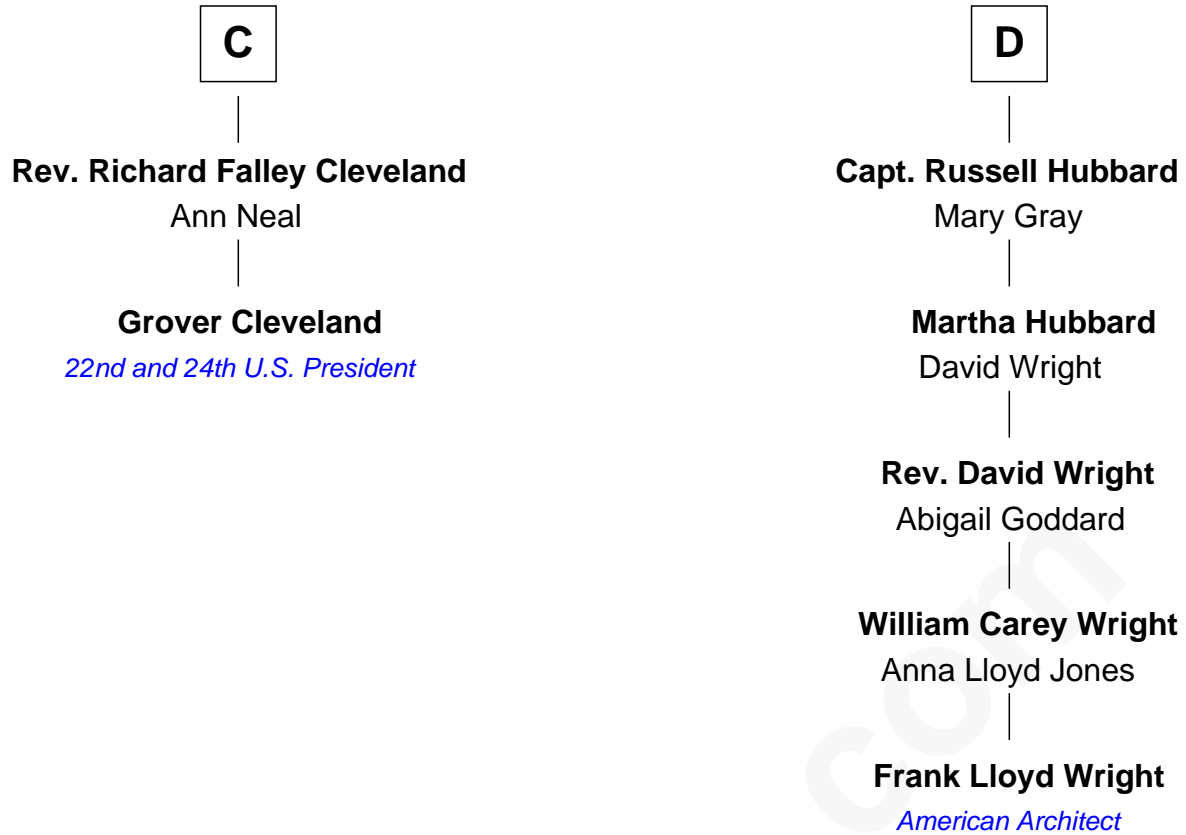 C
Rev. Richard Falley Cleveland
Ann Neal
Grover Cleveland
22nd and 24th U.S. President
D
Capt. Russell Hubbard
Mary Gray
Martha Hubbard
David Wright
Rev. David Wright
Abigail Goddard
William Carey Wright
Anna Lloyd Jones
Frank Lloyd Wright
American Architect
com